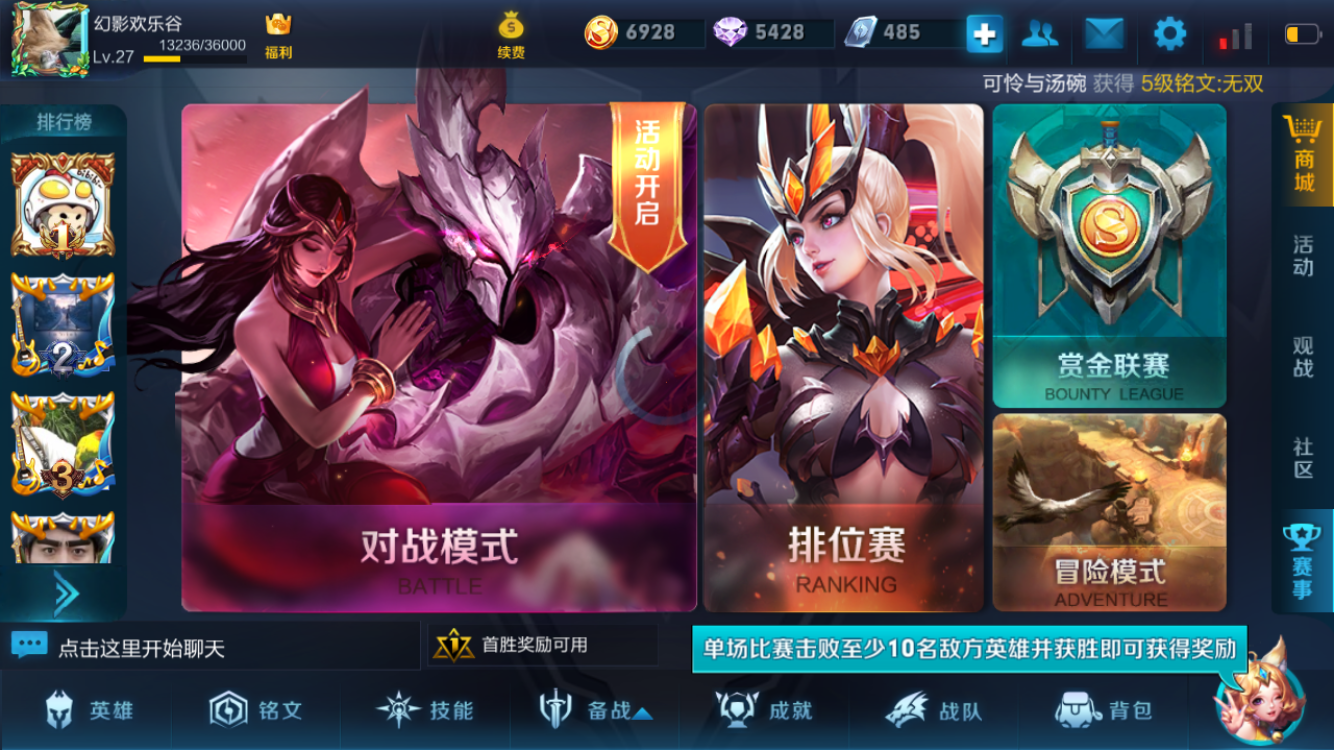 幻影欢乐谷
Lv.27
13236/36000
福利
续费
6928
5428
485
可怜与汤碗 获得 5级铭文:无双
排行榜
1
2
3
活动开启
对战模式
BATTLE
排位赛
RANKING
赏金联赛
BOUNTY LEAGUE
冒险模式
ADVENTURE
商城
活动
观战
社区
赛事
点击这里开始聊天
1
首胜奖励可用
单场比赛击败至少10名敌方英雄并获胜即可获得奖励
英雄
铭文
技能
备战
成就
战队
背包